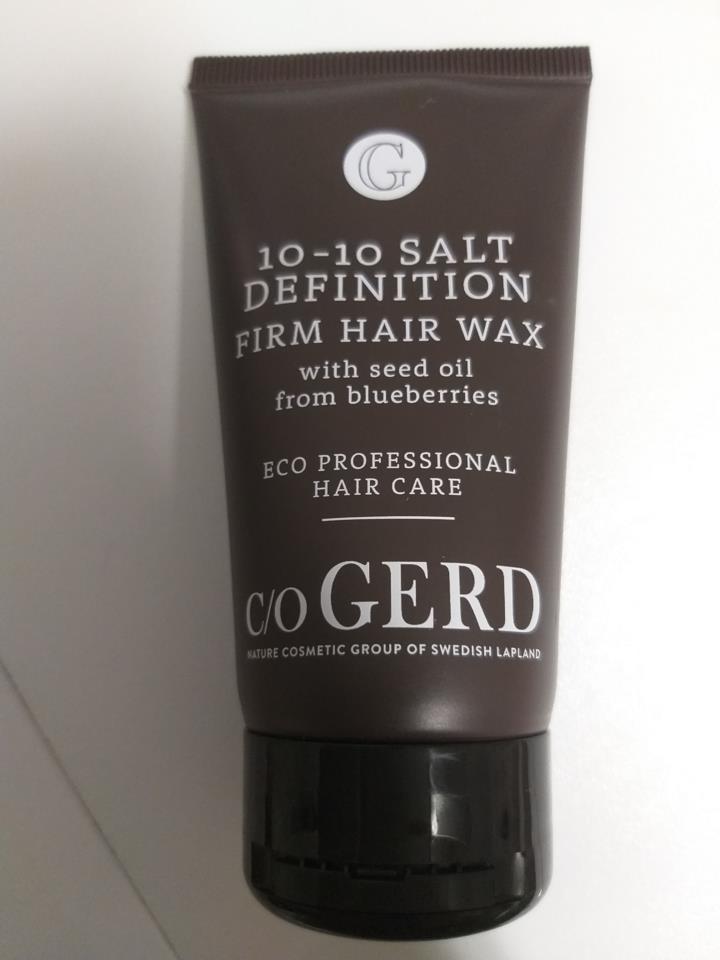 G
10-10 SALT
DEFINITION
FIRM HAIR WAX
with seed oil
from blueberries
ECO PROFESSIONAL
HAIR CARE
C/O GERD
NATURE COSMETIC GROUP OF SWEDISH LAPLAND